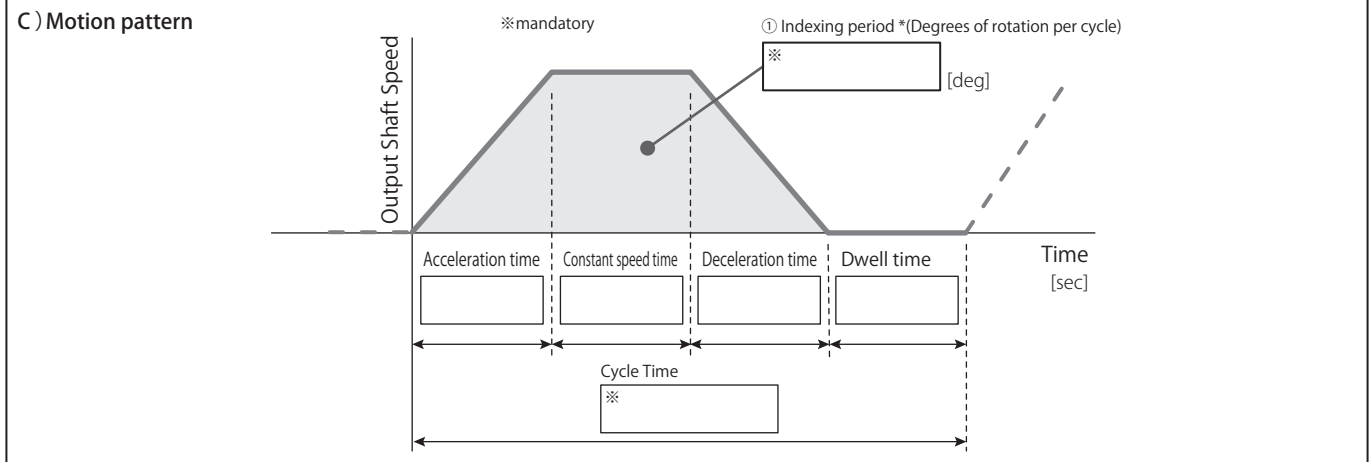 C）Motion pattern
※mandatory
① Indexing period *(Degrees of rotation per cycle)
※
[deg]
Output Shaft Speed
Acceleration time
Constant speed time
Deceleration time
Dwell time
Time
[sec]
Cycle Time
※